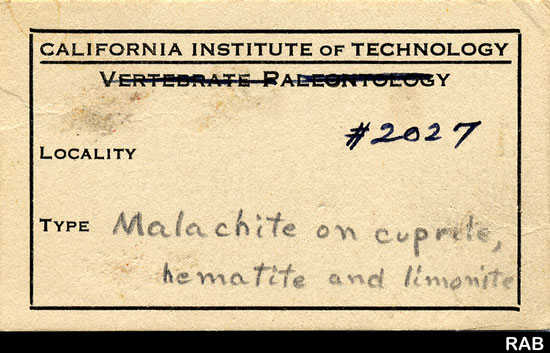 CALIFORNIA INSTITUTE OF TECHNOLOGY
VERTEBRATE PALEONTOLOGY
#2027
LOCALITY
TYPE Malachite on cuprite,
hematite and limonite
RAB